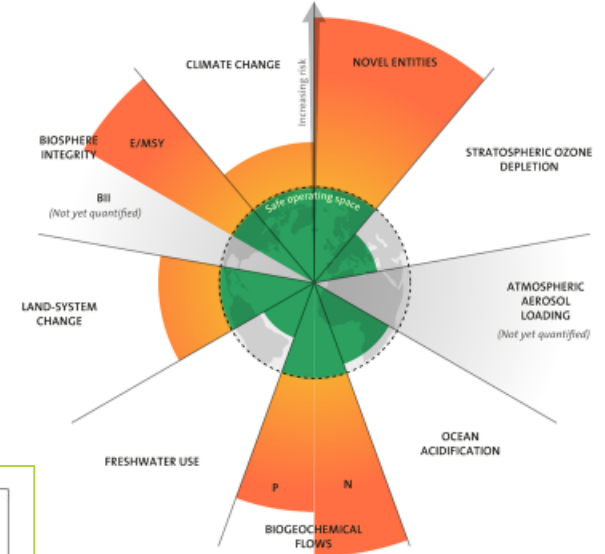 CLIMATE CHANGE
NOVEL ENTITIES
Increasing risk
BIOSPHERE
INTEGRITY
E/MSY
STRATOSPHERIC OZONE
DEPLETION
BII
(Not yet quantified)
Safe operating space
LAND-SYSTEM
CHANGE
ATMOSPHERIC
AEROSOL
LOADING
(Not yet quantified)
FRESHWATER USE
OCEAN
ACIDIFICATION
P
N
BIOGEOCHEMICAL
FLOWS